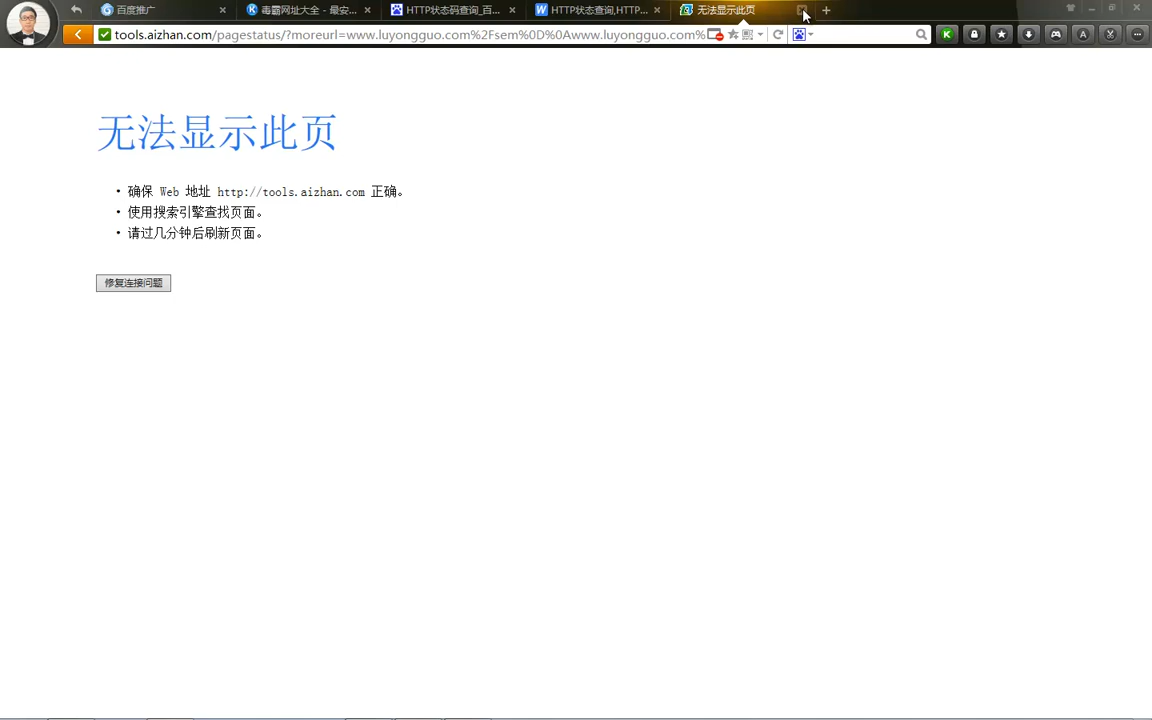 百度推广
毒霸网址大全 - 最安...
HTTP状态码查询_百...
HTTP状态查询,HTTP...
无法显示此页
tools.aizhan.com/pagestatus/?moreurl=www.luyongguo.com%2Fsem%0D%0Awww.luyongguo.com%
无法显示此页
• 确保 Web 地址 http://tools.aizhan.com 正确。
• 使用搜索引擎查找页面。
• 请过几分钟后刷新页面。
修复连接问题